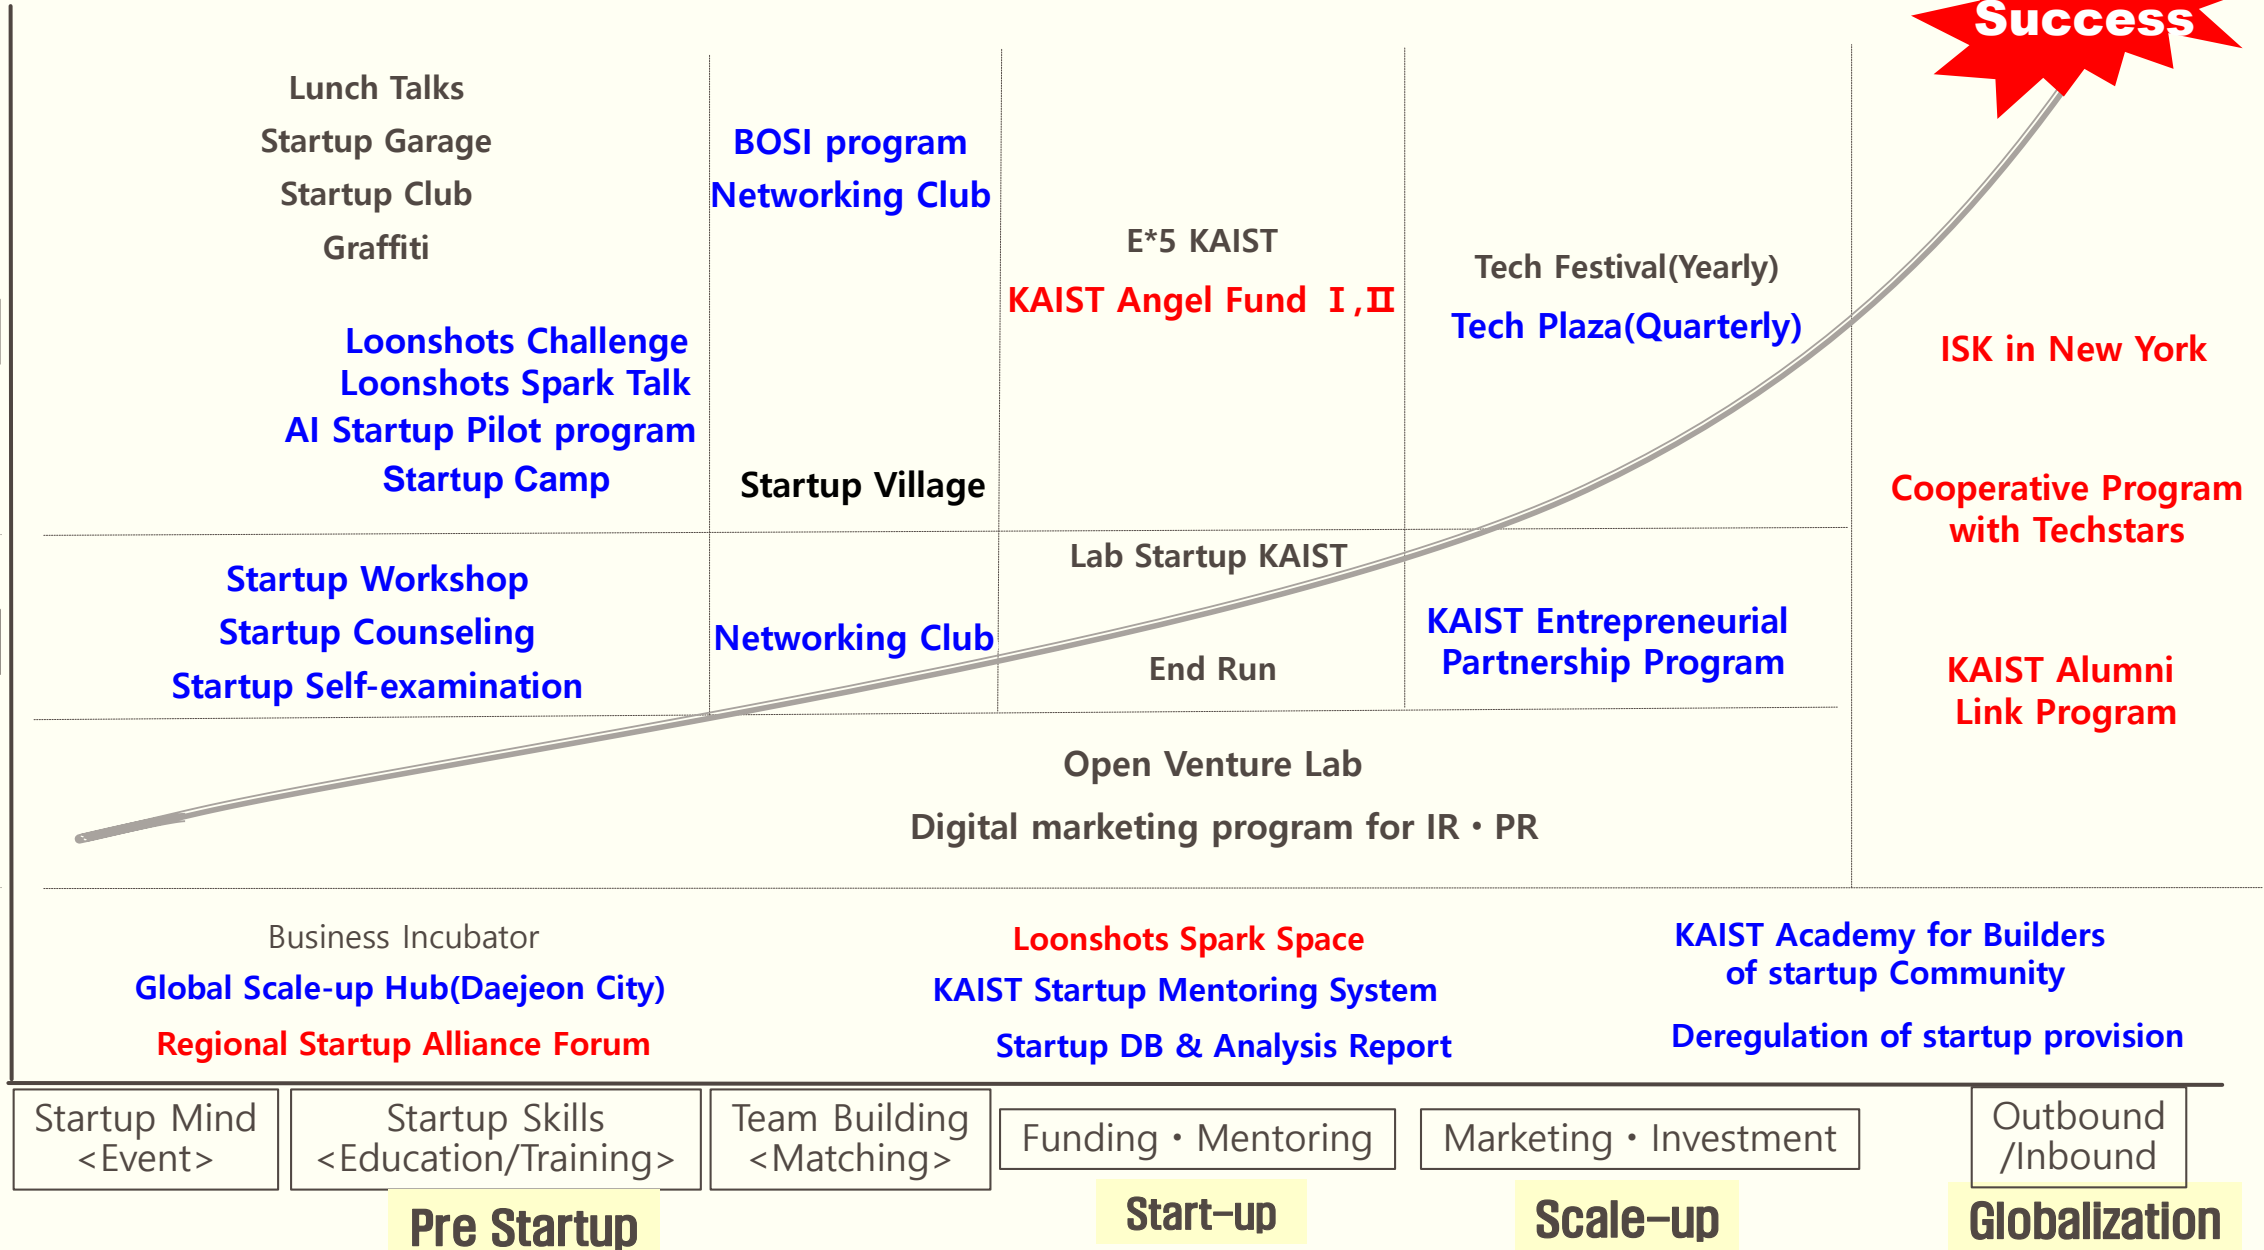 Success
Lunch Talks
Startup Garage
Startup Club
Graffiti
Loonshots Challenge
Loonshots Spark Talk
AI Startup Pilot program
Startup Camp
BOSI program
Networking Club
Startup Village
E*5 KAIST
KAIST Angel Fund Ⅰ,Ⅱ
Tech Festival(Yearly)
Tech Plaza(Quarterly)
ISK in New York
Cooperative Program
with Techstars
KAIST Alumni
Link Program
Startup Workshop
Startup Counseling
Startup Self-examination
Networking Club
Lab Startup KAIST
End Run
KAIST Entrepreneurial
Partnership Program
Open Venture Lab
Digital marketing program for IR・PR
Business Incubator
Global Scale-up Hub(Daejeon City)
Regional Startup Alliance Forum
Loonshots Spark Space
KAIST Startup Mentoring System
Startup DB & Analysis Report
KAIST Academy for Builders
of startup Community
Deregulation of startup provision
Startup Mind
<Event>
Startup Skills
<Education/Training>
Team Building
<Matching>
Funding・Mentoring
Marketing・Investment
Outbound
/Inbound
Pre Startup
Start-up
Scale-up
Globalization